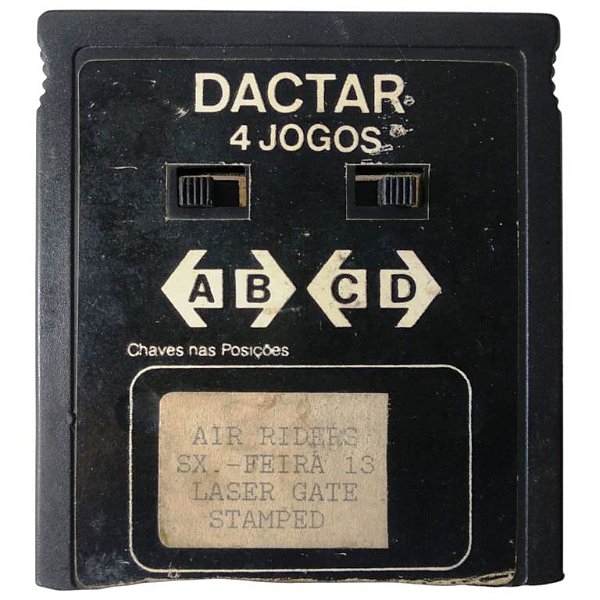 DACTAR
4 JOGOS
A B C D
Chaves nas Posições
AIR RIDERS
SX.-FEIRA 13
LASER GATE
STAMPED